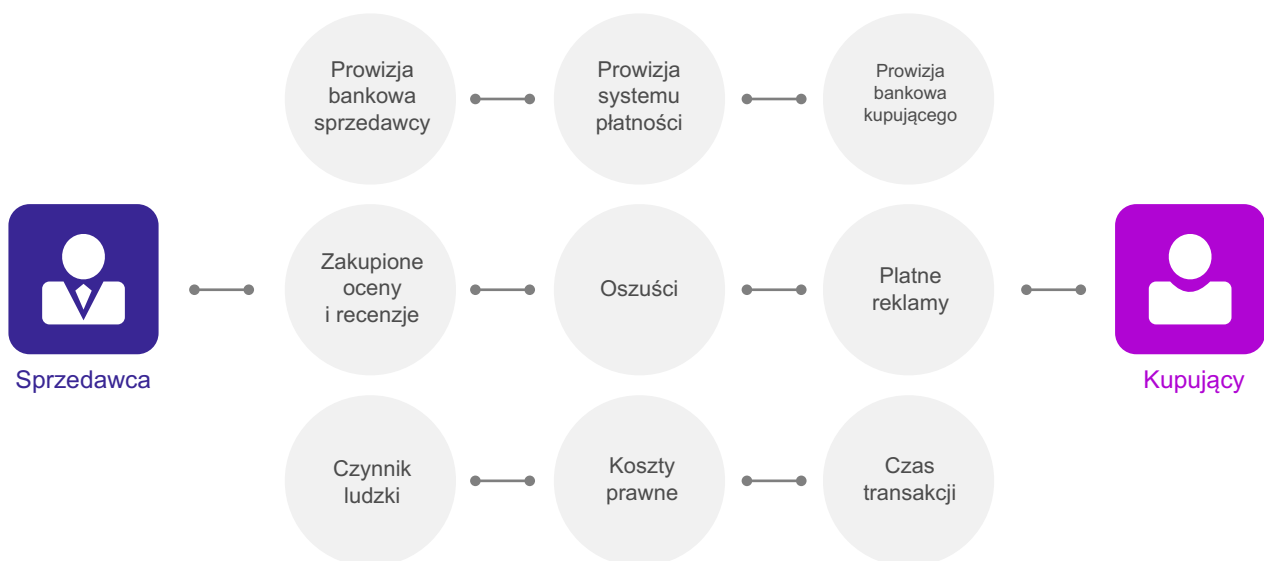 Prowizja
bankowa
sprzedawcy
Prowizja
systemu
płatności
Prowizja
bankowa
kupującego
Zakupione
oceny
i recenzje
Oszuści
Platne
reklamy
Sprzedawca
Kupujący
Czynnik
ludzki
Koszty
prawne
Czas
transakcji